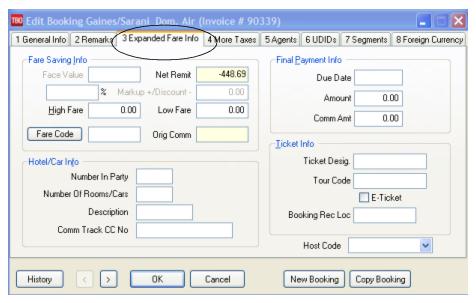 TBO Edit Booking Gaines/Sarani Dom. Air (Invoice # 90339)
1 General Info 2 Remarks 3 Expanded Fare Info 4 More Taxes 5 Agents 6 UDIDs 7 Segments 8 Foreign Currency
Fare Saving Info
Face Value Net Remit -448.69
% Markup +/Discount - 0.00
High Fare 0.00 Low Fare 0.00
Fare Code Orig Comm
Hotel/Car Info
Number In Party
Number Of Rooms/Cars
Description
Comm Track CC No
Final Payment Info
Due Date
Amount 0.00
Comm Amt 0.00
Ticket Info
Ticket Desig.
Tour Code
E-Ticket
Booking Rec Loc
Host Code
History < > OK Cancel New Booking Copy Booking